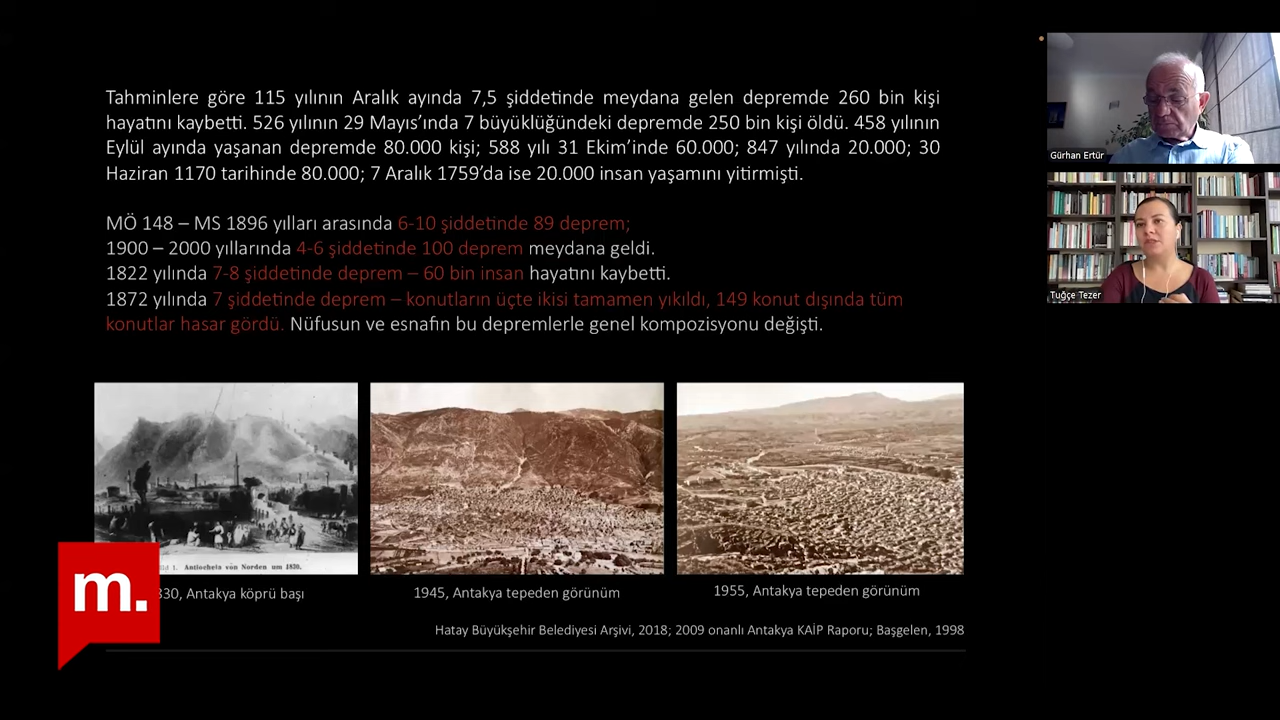 Tahminlere göre 115 yılının Aralık ayında 7,5 şiddetinde meydana gelen depremde 260 bin kişi
hayatını kaybetti. 526 yılının 29 Mayıs’ında 7 büyüklüğündeki depremde 250 bin kişi öldü. 458 yılının
Eylül ayında yaşanan depremde 80.000 kişi; 588 yılı 31 Ekim’inde 60.000; 847 yılında 20.000; 30
Haziran 1170 tarihinde 80.000; 7 Aralık 1759’da ise 20.000 insan yaşamını yitirmişti.
MÖ 148 – MS 1896 yılları arasında 6-10 şiddetinde 89 deprem;
1900 – 2000 yıllarında 4-6 şiddetinde 100 deprem meydana geldi.
1822 yılında 7-8 şiddetinde deprem – 60 bin insan hayatını kaybetti.
1872 yılında 7 şiddetinde deprem – konutların üçte ikisi tamamen yıkıldı, 149 konut dışında tüm
konutlar hasar gördü. Nüfusun ve esnafın bu depremlerle genel kompozisyonu değişti.
1. Antiocheia von Norden um 1830.
30, Antakya köprü başı
1945, Antakya tepeden görünüm
1955, Antakya tepeden görünüm
Hatay Büyükşehir Belediyesi Arşivi, 2018; 2009 onanlı Antakya KAİP Raporu; Başgelen, 1998
m.
Gürhan Ertür
Tuğçe Tezer